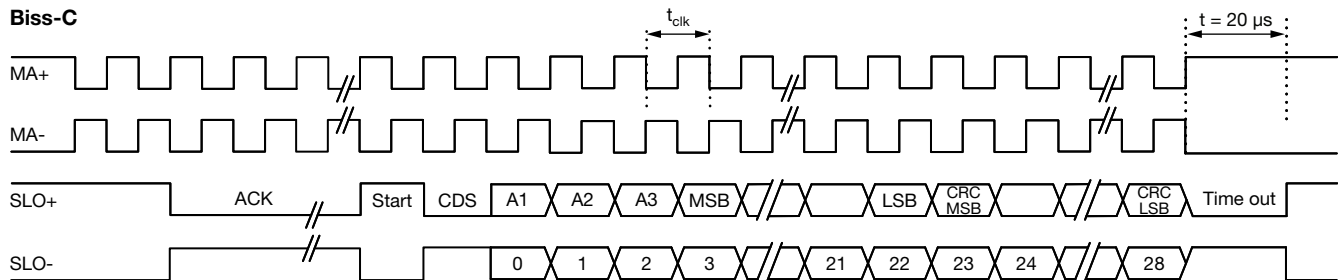 Biss-C
tclk
t = 20 µs
MA+
MA-
SLO+ ACK Start CDS A1 A2 A3 MSB LSB CRC MSB CRC LSB Time out
SLO- 0 1 2 3 21 22 23 24 28